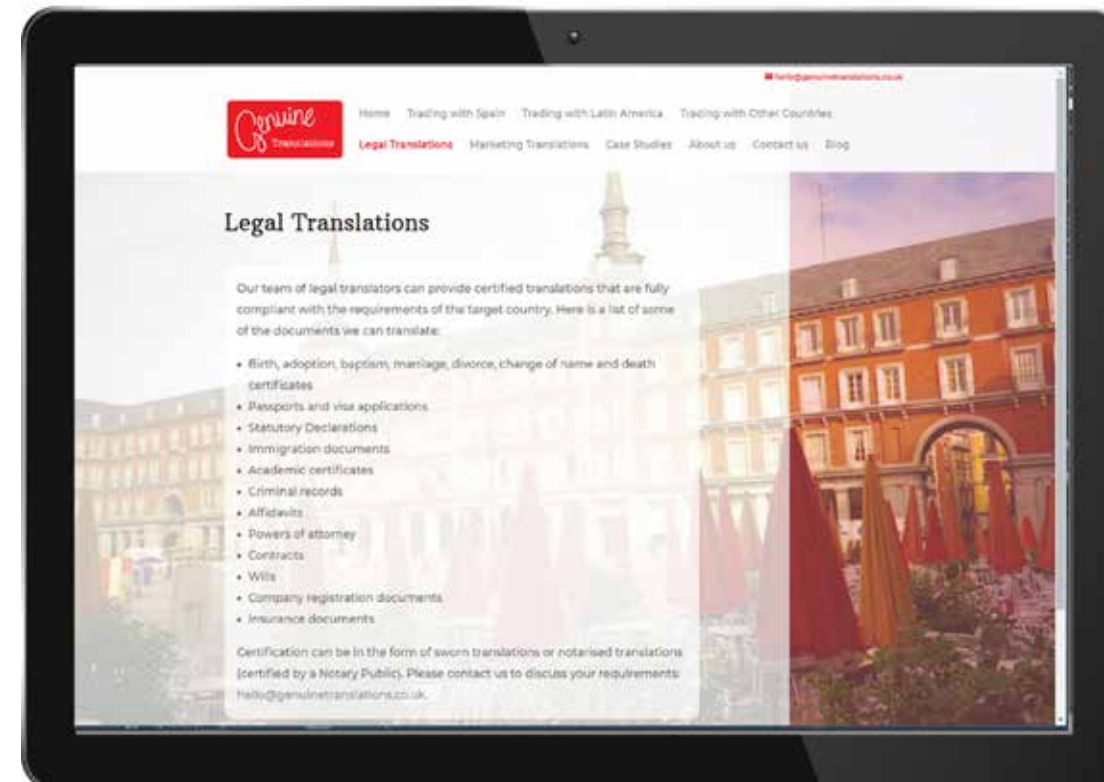 hello@genuinetranslations.co.uk
Genuine
Translations
Home Trading with Spain Trading with Latin America Trading with Other Countries
Legal Translations Marketing Translations Case Studies About us Contact us Blog
Legal Translations
Our team of legal translators can provide certified translations that are fully
compliant with the requirements of the target country. Here is a list of some
of the documents we can translate:
• Birth, adoption, baptism, marriage, divorce, change of name and death
certificates
• Passports and visa applications
• Statutory Declarations
• Immigration documents
• Academic certificates
• Criminal records
• Affidavits
• Powers of attorney
• Contracts
• Wills
• Company registration documents
• Insurance documents
Certification can be in the form of sworn translations or notarised translations
(certified by a Notary Public). Please contact us to discuss your requirements:
hello@genuinetranslations.co.uk.